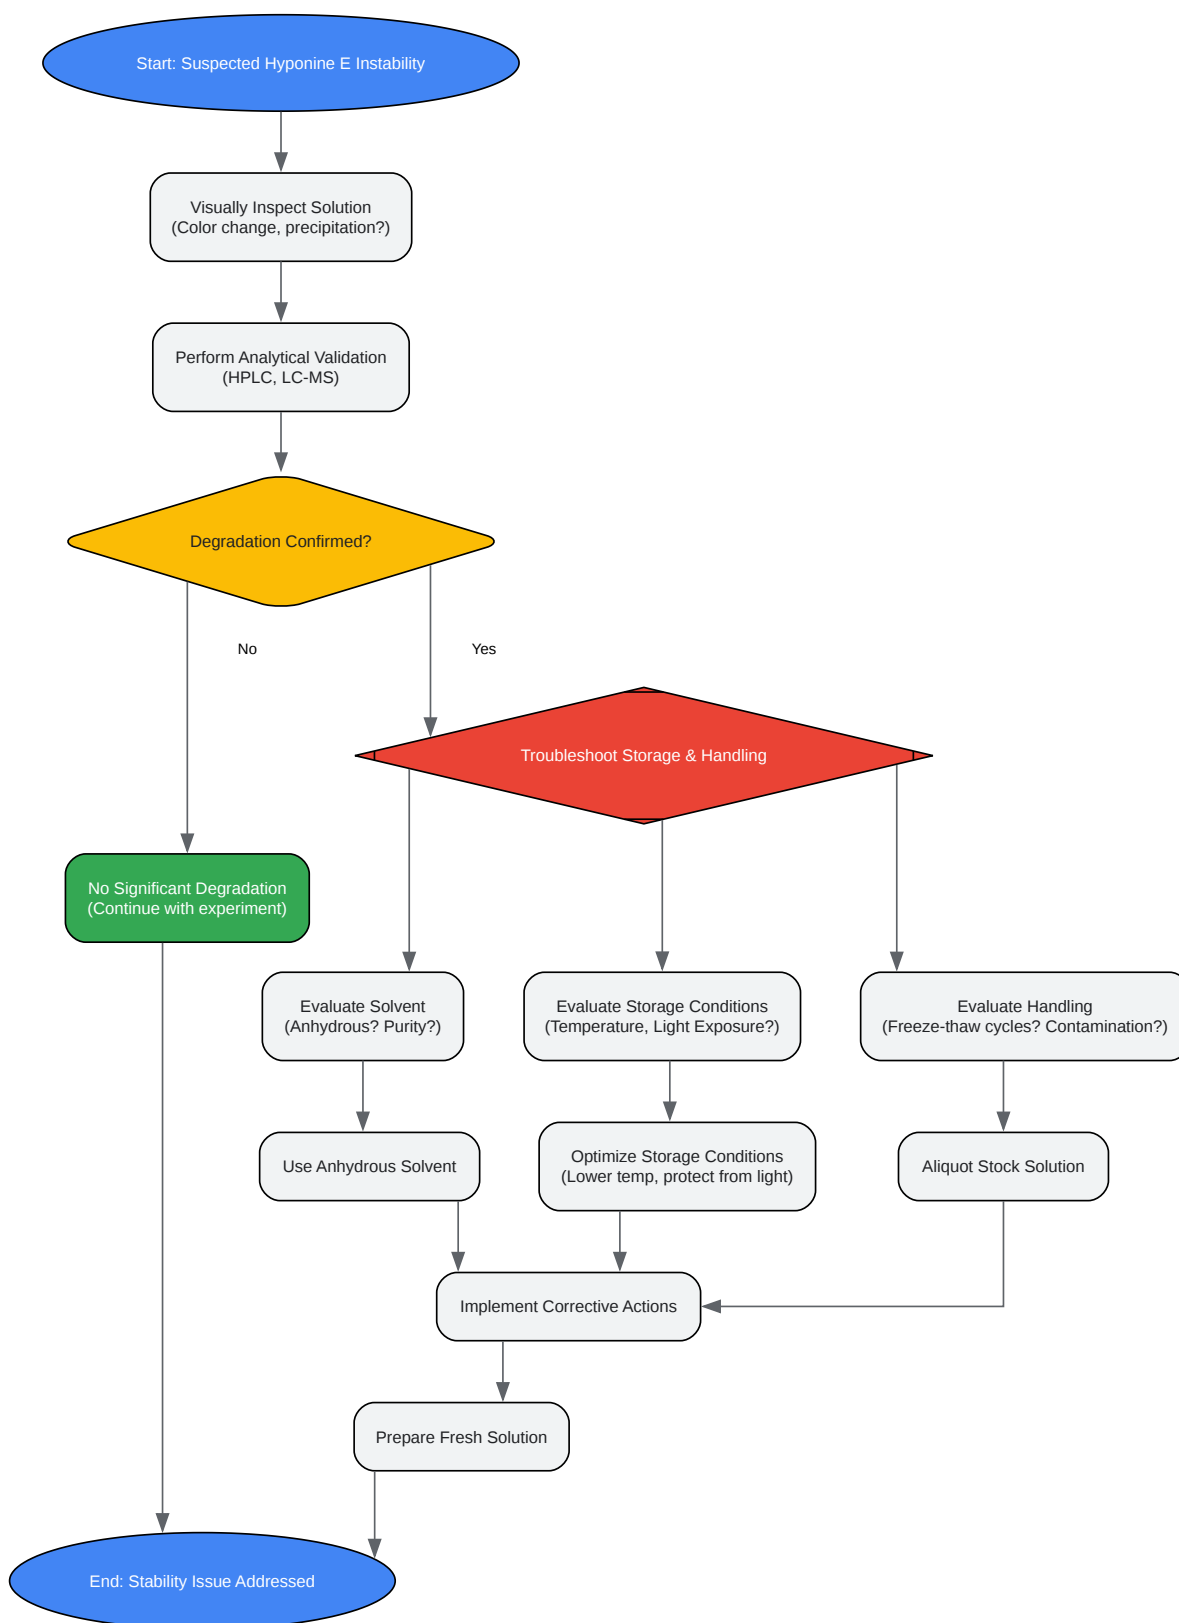 Start: Suspected Hyponine E Instability
Visually Inspect Solution
(Color change, precipitation?)
Perform Analytical Validation
(HPLC, LC-MS)
Degradation Confirmed?
No
Yes
Troubleshoot Storage & Handling
No Significant Degradation
(Continue with experiment)
Evaluate Solvent
(Anhydrous? Purity?)
Evaluate Storage Conditions
(Temperature, Light Exposure?)
Evaluate Handling
(Freeze-thaw cycles? Contamination?)
Use Anhydrous Solvent
Optimize Storage Conditions
(Lower temp, protect from light)
Aliquot Stock Solution
Implement Corrective Actions
Prepare Fresh Solution
End: Stability Issue Addressed